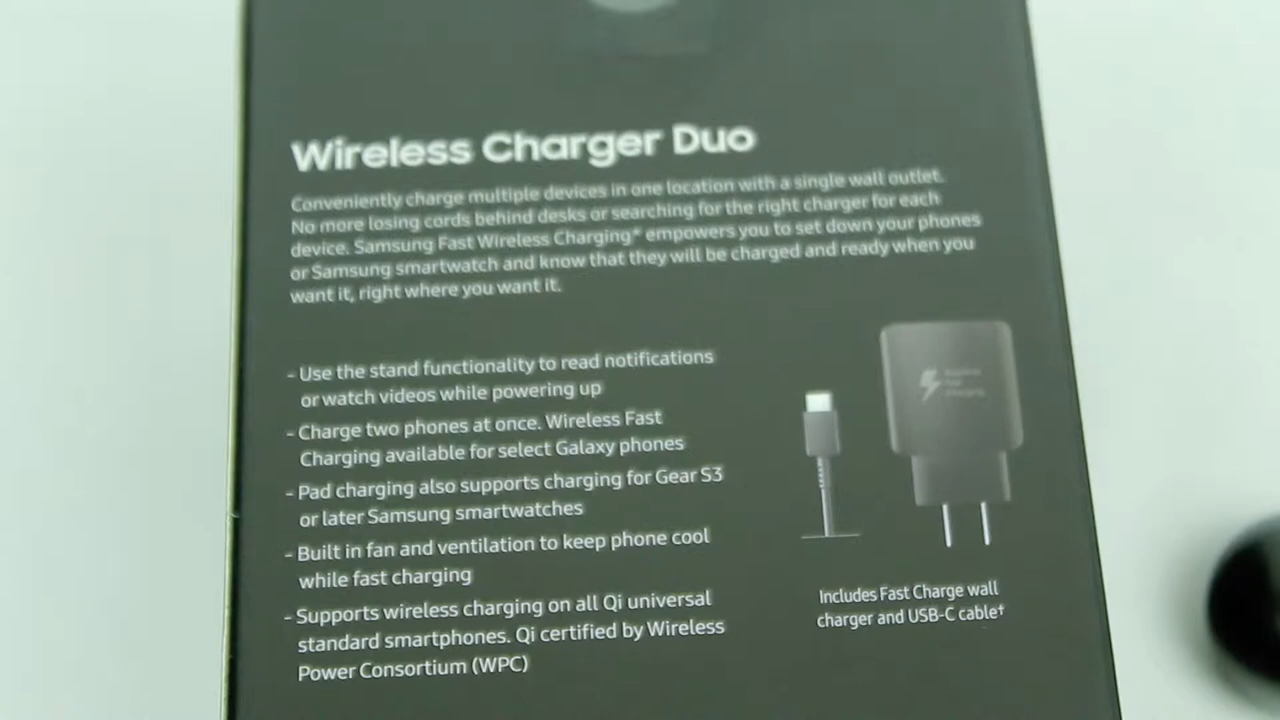 Wireless Charger Duo
Conveniently charge multiple devices in one location with a single wall outlet.
No more losing cords behind desks or searching for the right charger for each
device. Samsung Fast Wireless Charging* empowers you to set down your phones
or Samsung smartwatch and know that they will be charged and ready when you
want it, right where you want it.
- Use the stand functionality to read notifications
or watch videos while powering up
- Charge two phones at once. Wireless Fast
Charging available for select Galaxy phones
- Pad charging also supports charging for Gear S3
or later Samsung smartwatches
- Built in fan and ventilation to keep phone cool
while fast charging
- Supports wireless charging on all Qi universal
standard smartphones. Qi certified by Wireless
Power Consortium (WPC)
Includes Fast Charge wall
charger and USB-C cable†